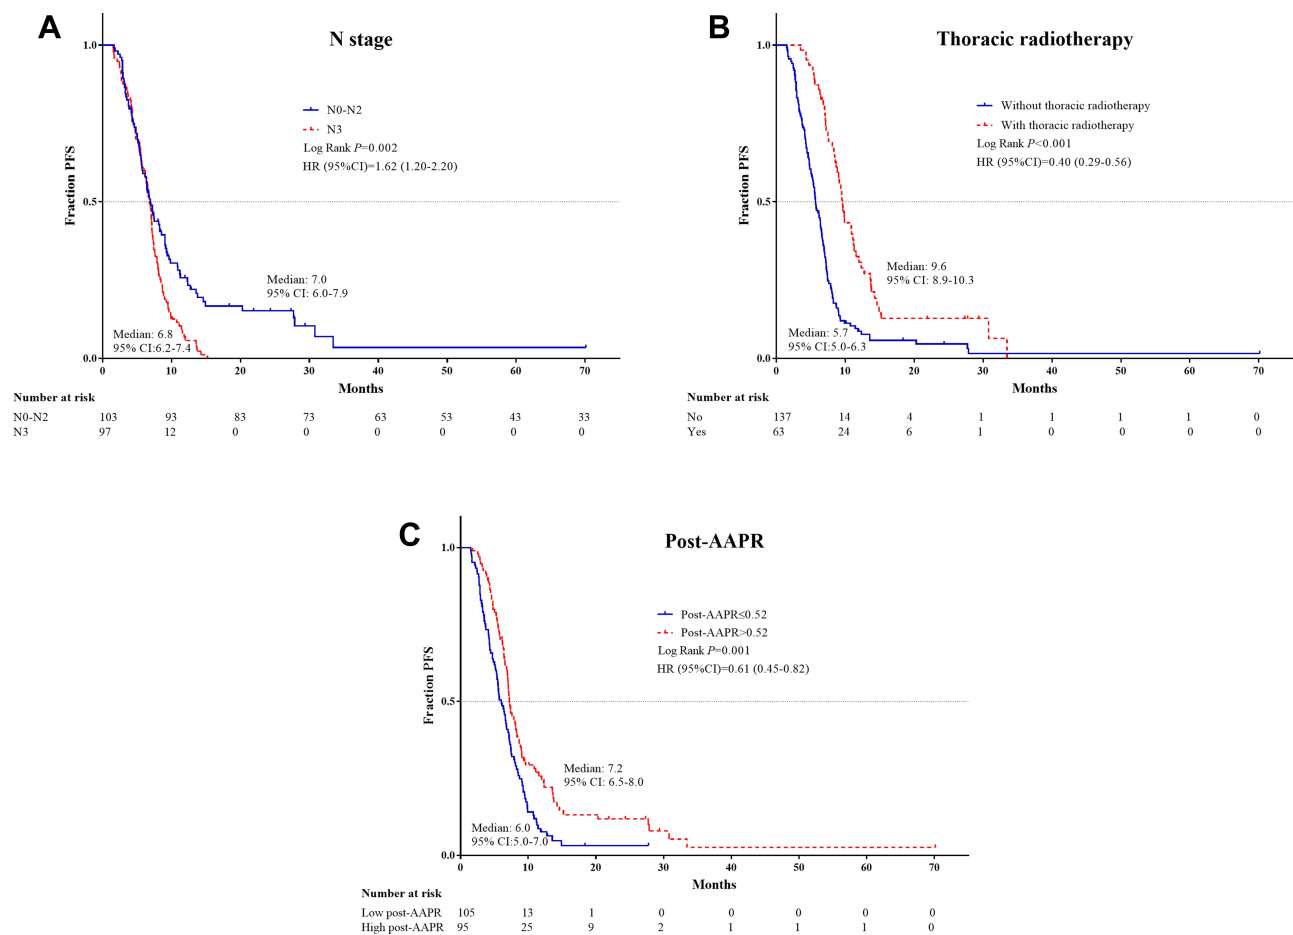 A
N stage
1.0
N0-N2
N3
Log Rank P=0.002
HR (95%CI)=1.62 (1.20-2.20)
Fraction PFS
0.5
Median: 7.0
95% CI: 6.0-7.9
Median: 6.8
95% CI:6.2-7.4
0.0
0 10 20 30 40 50 60 70
Months
Number at risk
N0-N2 103 93 83 73 63 53 43 33
N3 97 12 0 0 0 0 0 0
B
Thoracic radiotherapy
1.0
Without thoracic radiotherapy
With thoracic radiotherapy
Log Rank P<0.001
HR (95%CI)=0.40 (0.29-0.56)
Fraction PFS
0.5
Median: 9.6
95% CI: 8.9-10.3
Median: 5.7
95% CI:5.0-6.3
0.0
0 10 20 30 40 50 60 70
Months
Number at risk
No 137 14 4 1 1 1 1 0
Yes 63 24 6 1 0 0 0 0
C
Post-AAPR
1.0
Post-AAPR≤0.52
Post-AAPR>0.52
Log Rank P=0.001
HR (95%CI)=0.61 (0.45-0.82)
Fraction PFS
0.5
Median: 7.2
95% CI: 6.5-8.0
Median: 6.0
95% CI:5.0-7.0
0.0
0 10 20 30 40 50 60 70
Months
Number at risk
Low post-AAPR 105 13 1 0 0 0 0 0
High post-AAPR 95 25 9 2 1 1 1 0